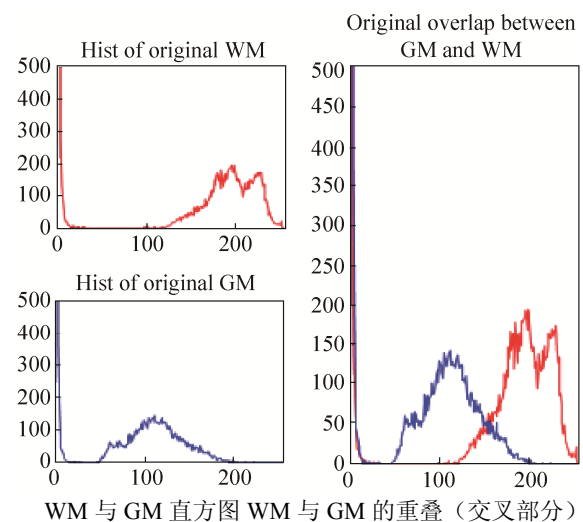 Hist of original WM
500
400
300
200
100
0
0 100 200
Hist of original GM
500
400
300
200
100
0
0 100 200
Original overlap between
GM and WM
500
450
400
350
300
250
200
150
100
50
0
0 100 200
WM 与 GM 直方图 WM 与 GM 的重叠（交叉部分）